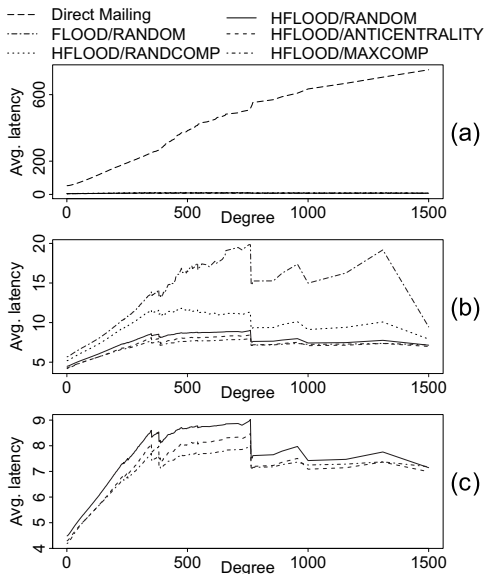 Direct Mailing
HFLOOD/RANDOM
FLOOD/RANDOM
HFLOOD/ANTICENTRALITY
HFLOOD/RANDCOMP
HFLOOD/MAXCOMP
Avg. latency
600
200
0
0
500
1000
1500
Degree
(a)
Avg. latency
20
15
10
5
0
500
1000
1500
Degree
(b)
Avg. latency
9
8
7
6
5
4
0
500
1000
1500
Degree
(c)